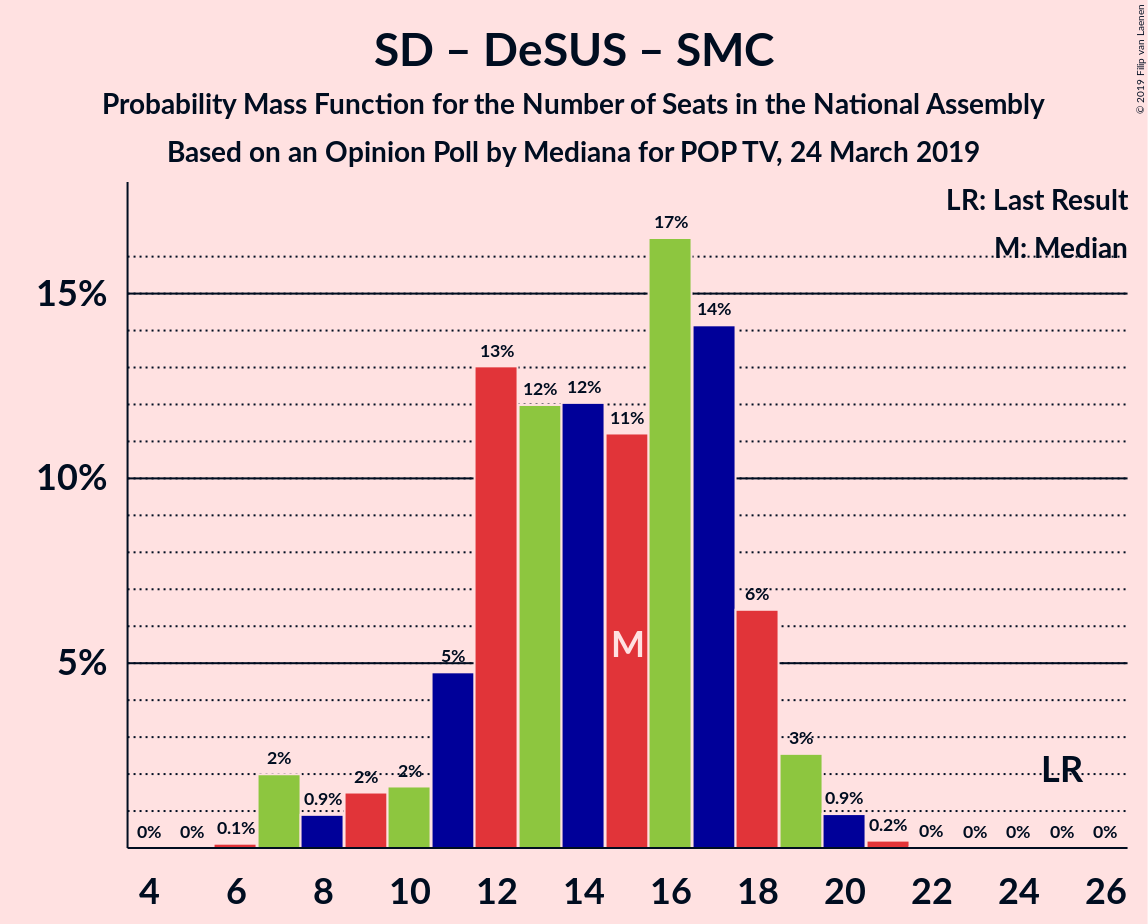 SD – DeSUS – SMC
Probability Mass Function for the Number of Seats in the National Assembly
Based on an Opinion Poll by Mediana for POP TV, 24 March 2019
© 2019 Filip van Laenen
LR: Last Result
M: Median
15%
10%
5%
0%
0%
0.1%
2%
0.9%
2%
2%
5%
13%
12%
12%
11%
17%
14%
6%
3%
0.9%
0.2%
0%
0%
0%
0%
0%
M
LR
4 6 8 10 12 14 16 18 20 22 24 26